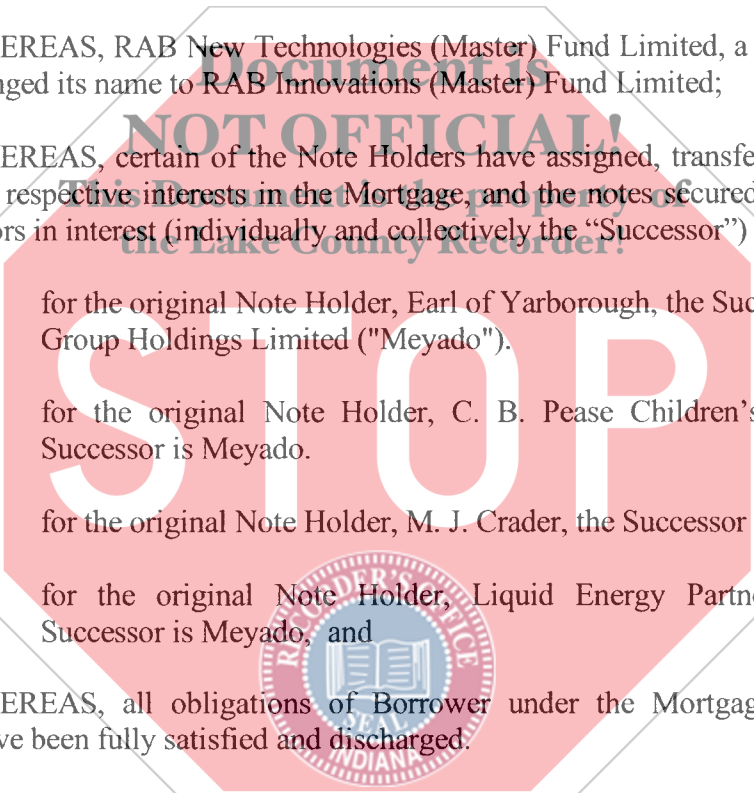 EREAS, RAB New Technologies (Master) Fund Limited, a
nged its name to RAB Innovations (Master) Fund Limited;
Document is
NOT OFFICIAL!
EREAS, certain of the Note Holders have assigned, transfe
respective interests in the Mortgage, and the notes secured
This Document is the property of
ors in interest (individually and collectively the “Successor”)
the Lake County Recorder!
for the original Note Holder, Earl of Yarborough, the Suc
Group Holdings Limited ("Meyado").
STOP
for the original Note Holder, C. B. Pease Children's
Successor is Meyado.
for the original Note Holder, M. J. Crader, the Successor
for the original Note Holder, Liquid Energy Partn
Successor is Meyado, and
RECORDER'S OFFICE
SEAL
INDIANA
EREAS, all obligations of Borrower under the Mortgag
ve been fully satisfied and discharged.